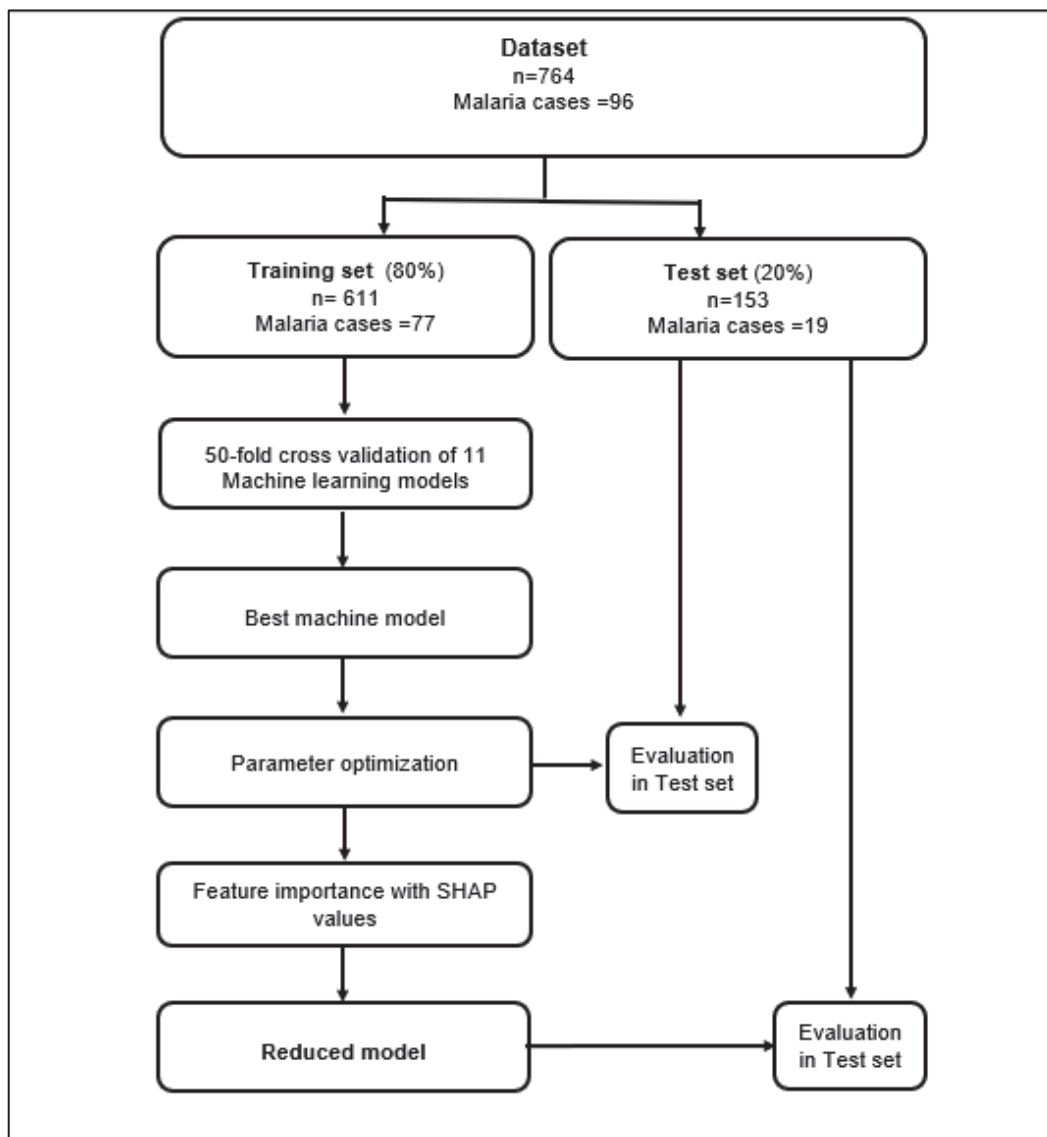 Dataset
n=764
Malaria cases =96
Training set (80%)
n= 611
Malaria cases =77
Test set (20%)
n=153
Malaria cases =19
50-fold cross validation of 11
Machine learning models
Best machine model
Parameter optimization
Evaluation
in Test set
Feature importance with SHAP
values
Reduced model
Evaluation
in Test set